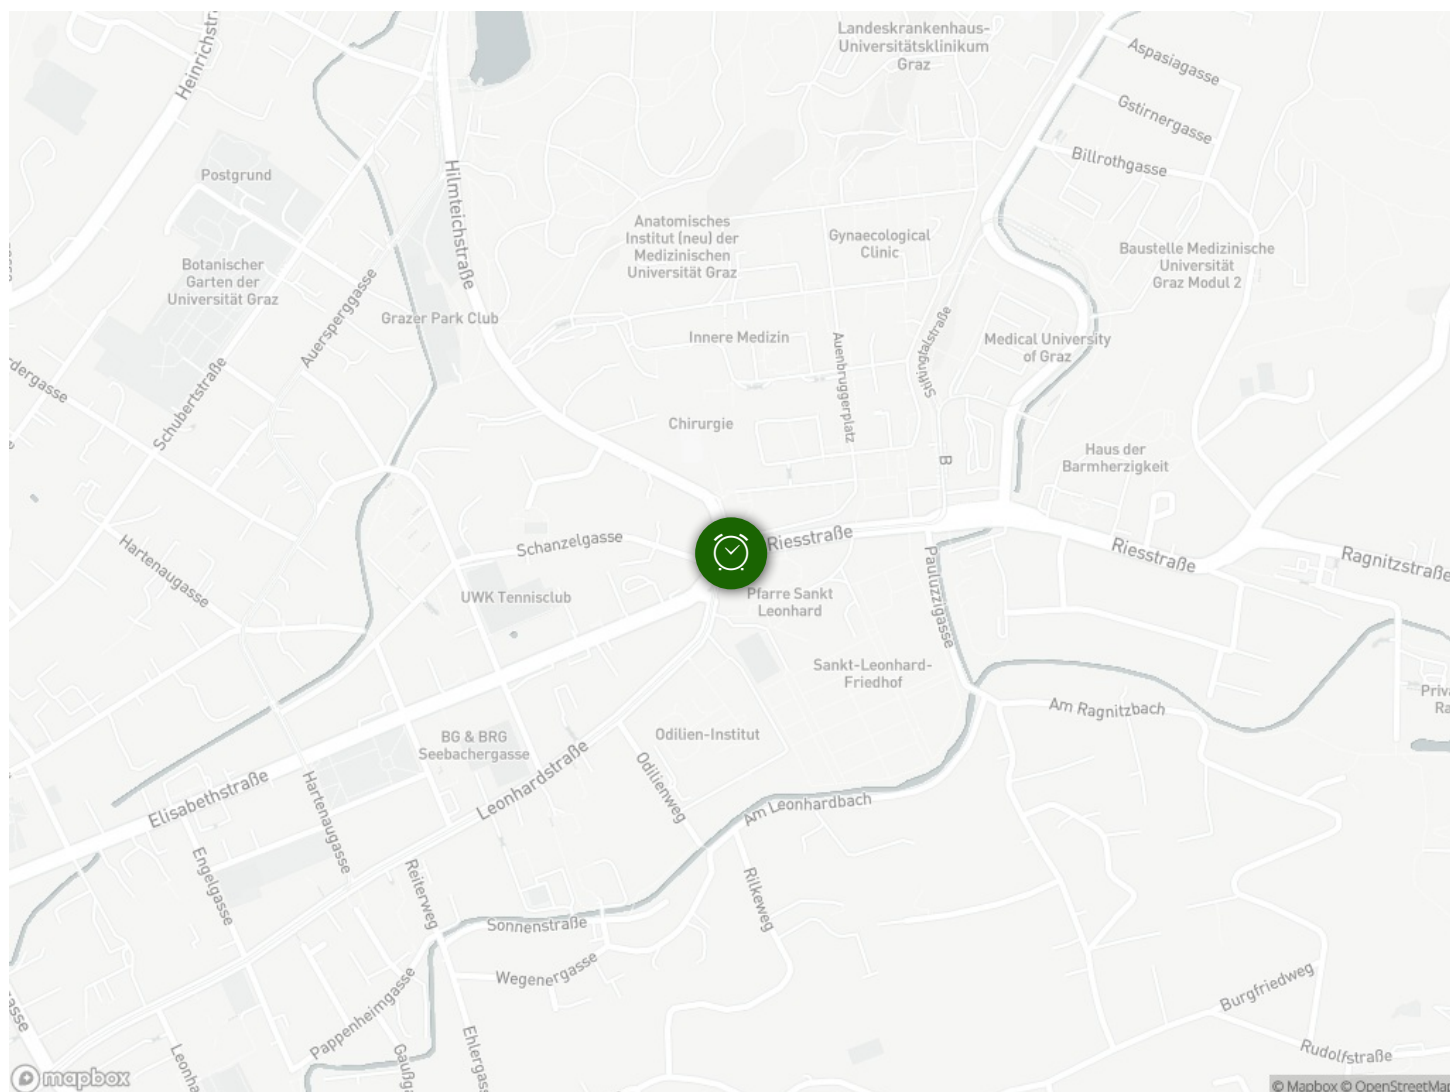 Landeskrankenhaus-
Universitätsklinikum
Graz
Aspasiagasse
Gstirnergasse
Billrothgasse
Postgrund
Hilmteichstraße
Anatomisches
Institut (neu) der
Medizinischen
Universität Graz
Gynaecological
Clinic
Baustelle Medizinische
Universität
Graz Modul 2
Botanischer
Garten der
Universität Graz
Auersperggasse
Grazer Park Club
Innere Medizin
Auenbruggerplatz
Stiftingtalstraße
Medical University
of Graz
Schubertstraße
Chirurgie
B
Haus der
Barmherzigkeit
Hartenaugasse
Schanzelgasse
Riesstraße
Riesstraße
Ragnitzstraße
Pauluzzigasse
UWK Tennisclub
Pfarre Sankt
Leonhard
Sankt-Leonhard-
Friedhof
Am Ragnitzbach
BG & BRG
Seebachergasse
Odilien-Institut
Odilienweg
Elisabethstraße
Hartenaugasse
Leonhardstraße
Am Leonhardbach
Engelgasse
Reiterweg
Rilkeweg
Sonnenstraße
Wegenergasse
Pappenheimgasse
Burgfriedweg
Rudolfstraße
mapbox
© Mapbox © OpenStreetMap